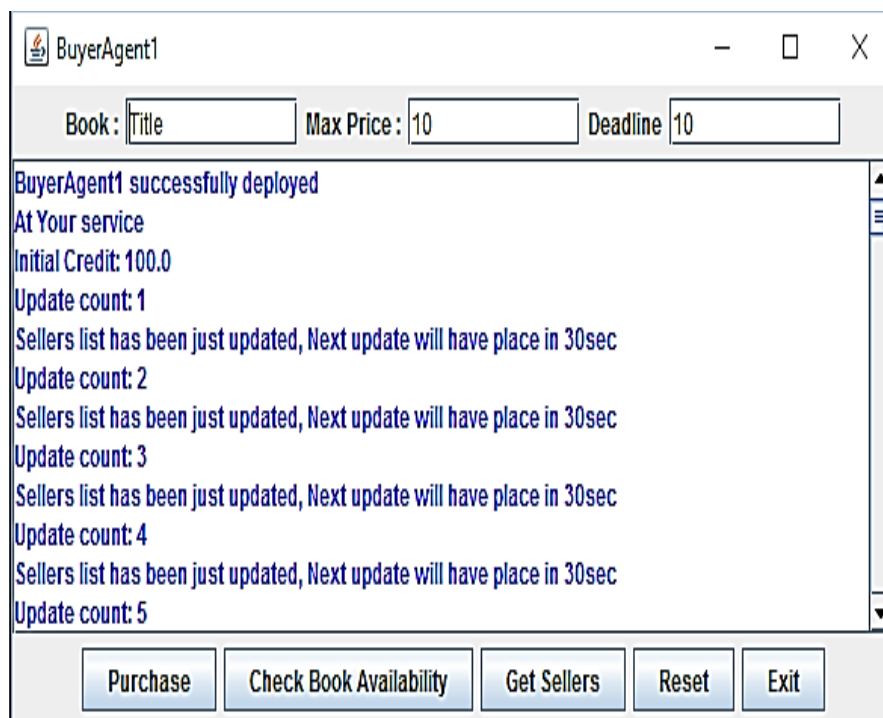 BuyerAgent1
Book : Title Max Price : 10 Deadline 10
BuyerAgent1 successfully deployed
At Your service
Initial Credit: 100.0
Update count: 1
Sellers list has been just updated, Next update will have place in 30sec
Update count: 2
Sellers list has been just updated, Next update will have place in 30sec
Update count: 3
Sellers list has been just updated, Next update will have place in 30sec
Update count: 4
Sellers list has been just updated, Next update will have place in 30sec
Update count: 5
Purchase Check Book Availability Get Sellers Reset Exit